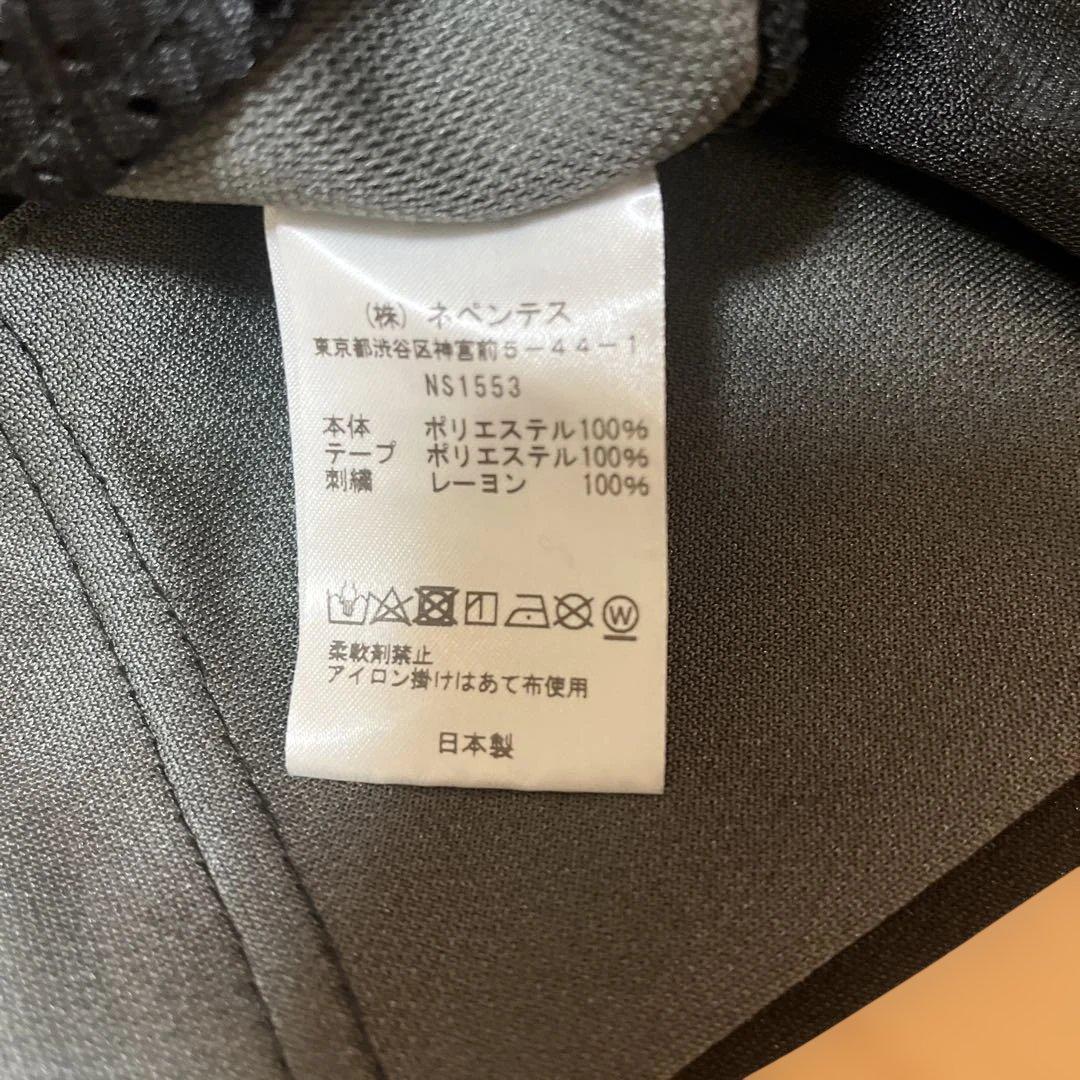 (株) ネペンテス
東京都渋谷区神宮前5-44-1
NS1553
本体 ポリエステル100%
テープ ポリエステル100%
刺繍 レーヨン 100%
W
柔軟剤禁止
アイロン掛けはあて布使用
日本製